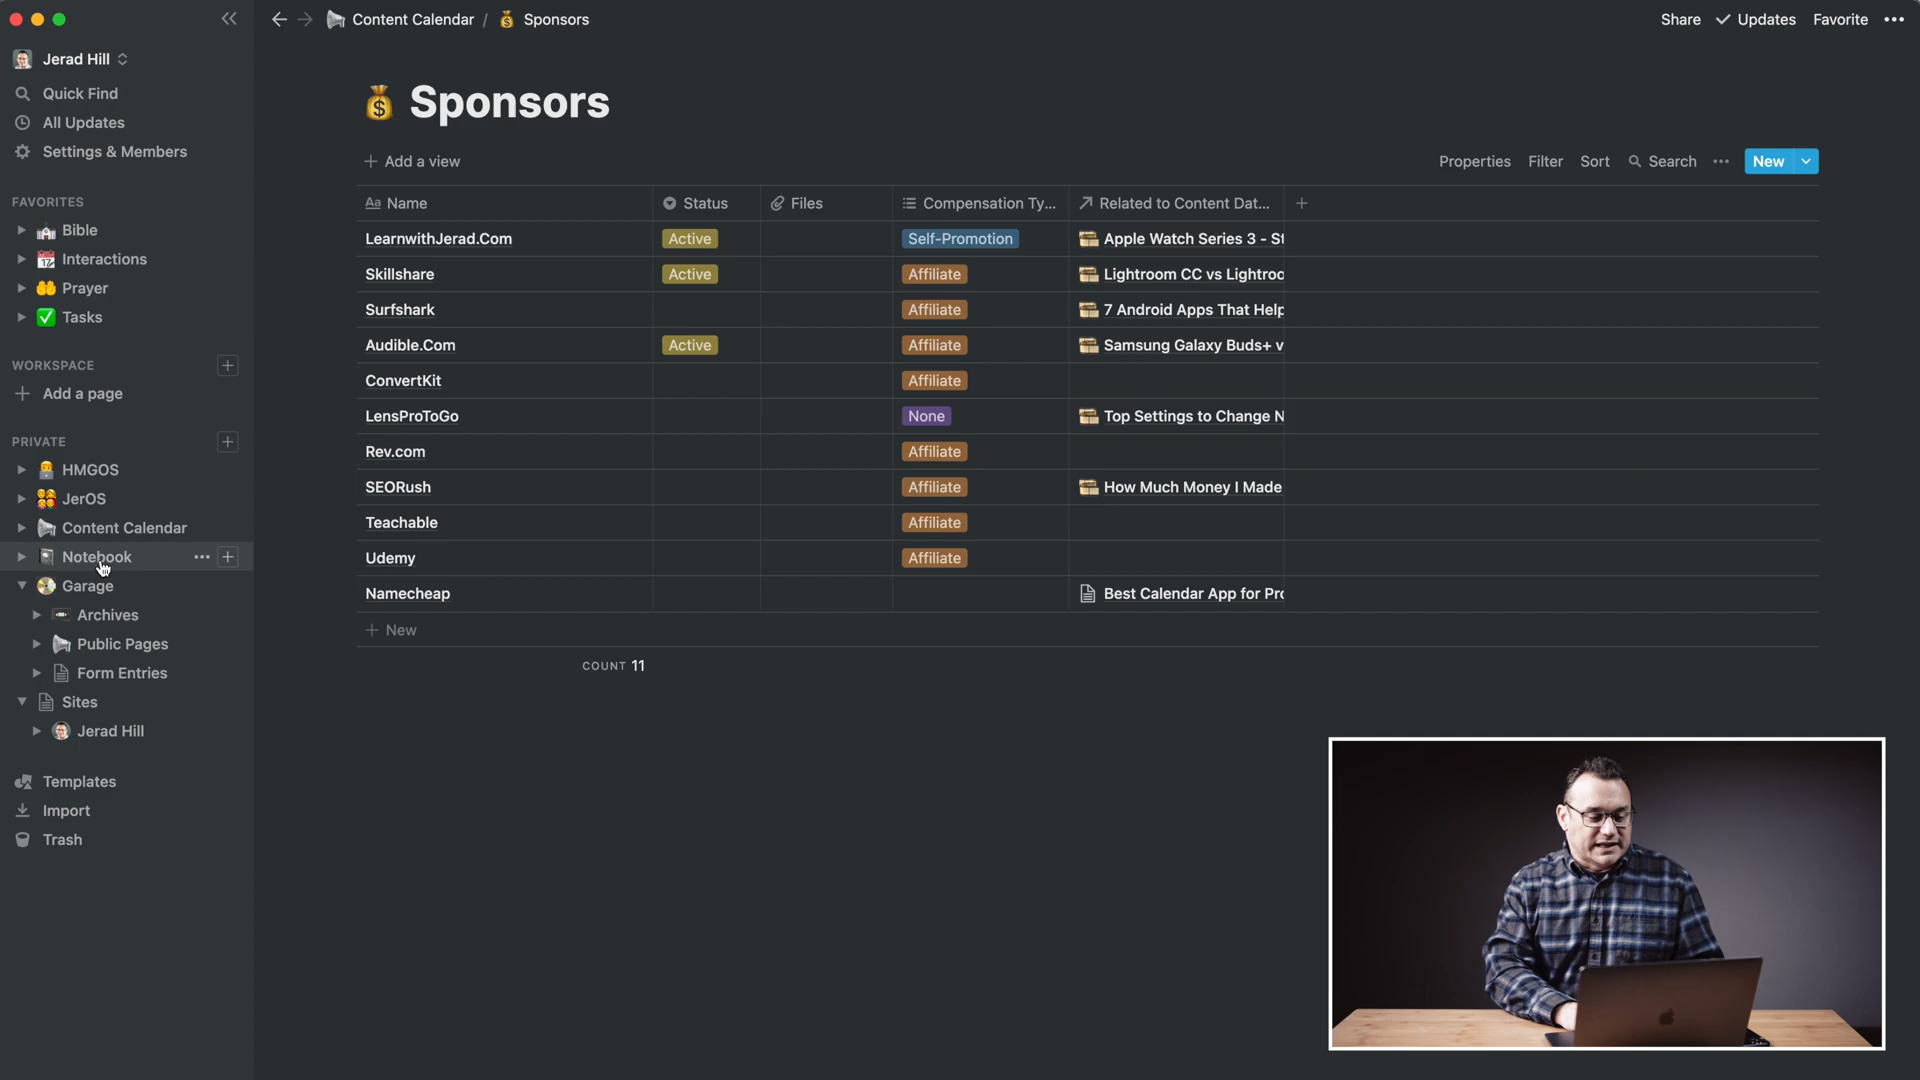 Content Calendar / Sponsors
Share Updates Favorite
Jerad Hill
Quick Find
All Updates
Settings & Members
FAVORITES
Bible
Interactions
Prayer
Tasks
WORKSPACE
Add a page
PRIVATE
HMGOS
JerOS
Content Calendar
Notebook
Garage
Archives
Public Pages
Form Entries
Sites
Jerad Hill
Templates
Import
Trash
Sponsors
Add a view
Properties Filter Sort Search New
Aa Name Status Files Compensation Ty... Related to Content Dat...
LearnwithJerad.Com Active Self-Promotion Apple Watch Series 3 - St
Skillshare Active Affiliate Lightroom CC vs Lightroo
Surfshark Affiliate 7 Android Apps That Help
Audible.Com Active Affiliate Samsung Galaxy Buds+ v
ConvertKit Affiliate
LensProToGo None Top Settings to Change N
Rev.com Affiliate
SEORush Affiliate How Much Money I Made
Teachable Affiliate
Udemy Affiliate
Namecheap Best Calendar App for Pro
New
COUNT 11